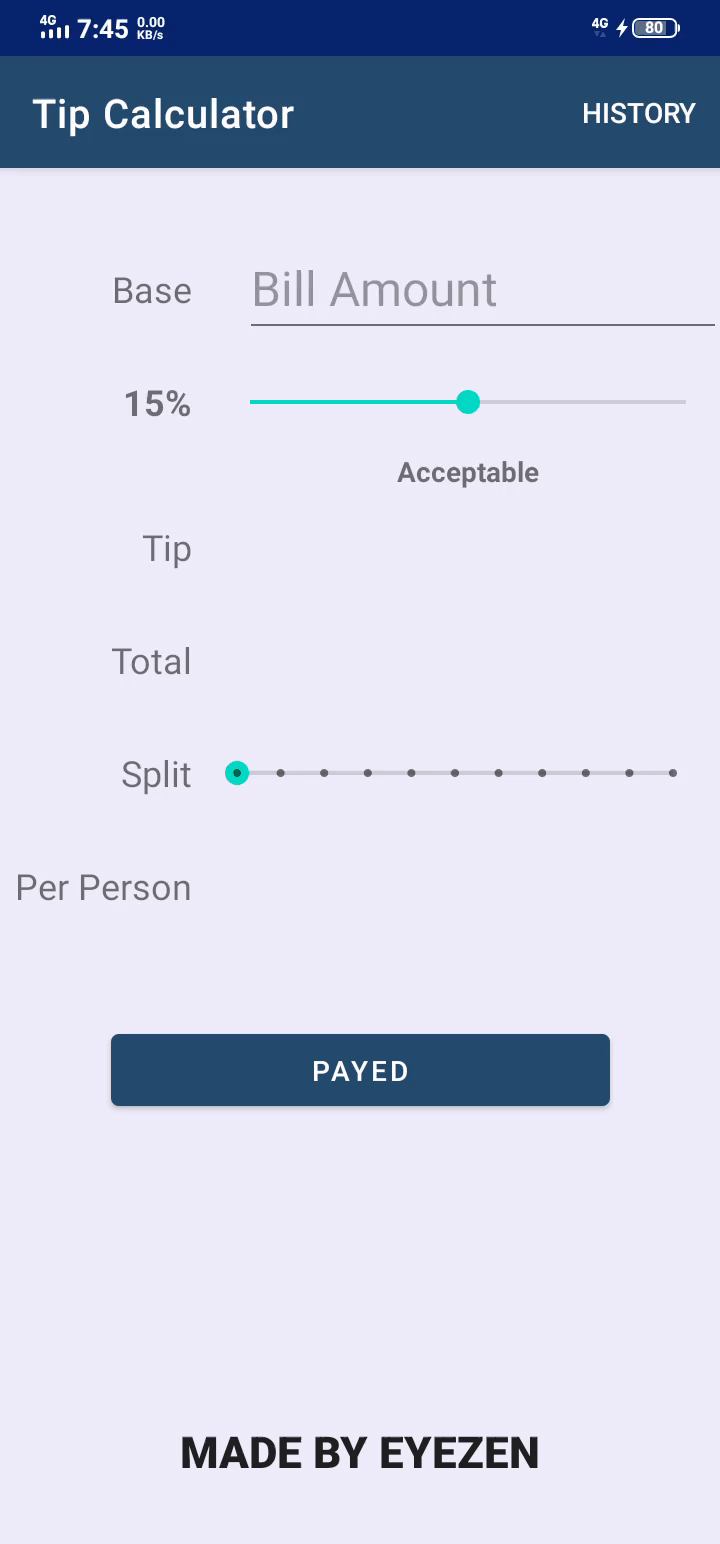 4G 7:45 0.00 KB/s 4G 80
Tip Calculator HISTORY
Base Bill Amount
15%
Acceptable
Tip
Total
Split
Per Person
PAYED
MADE BY EYEZEN